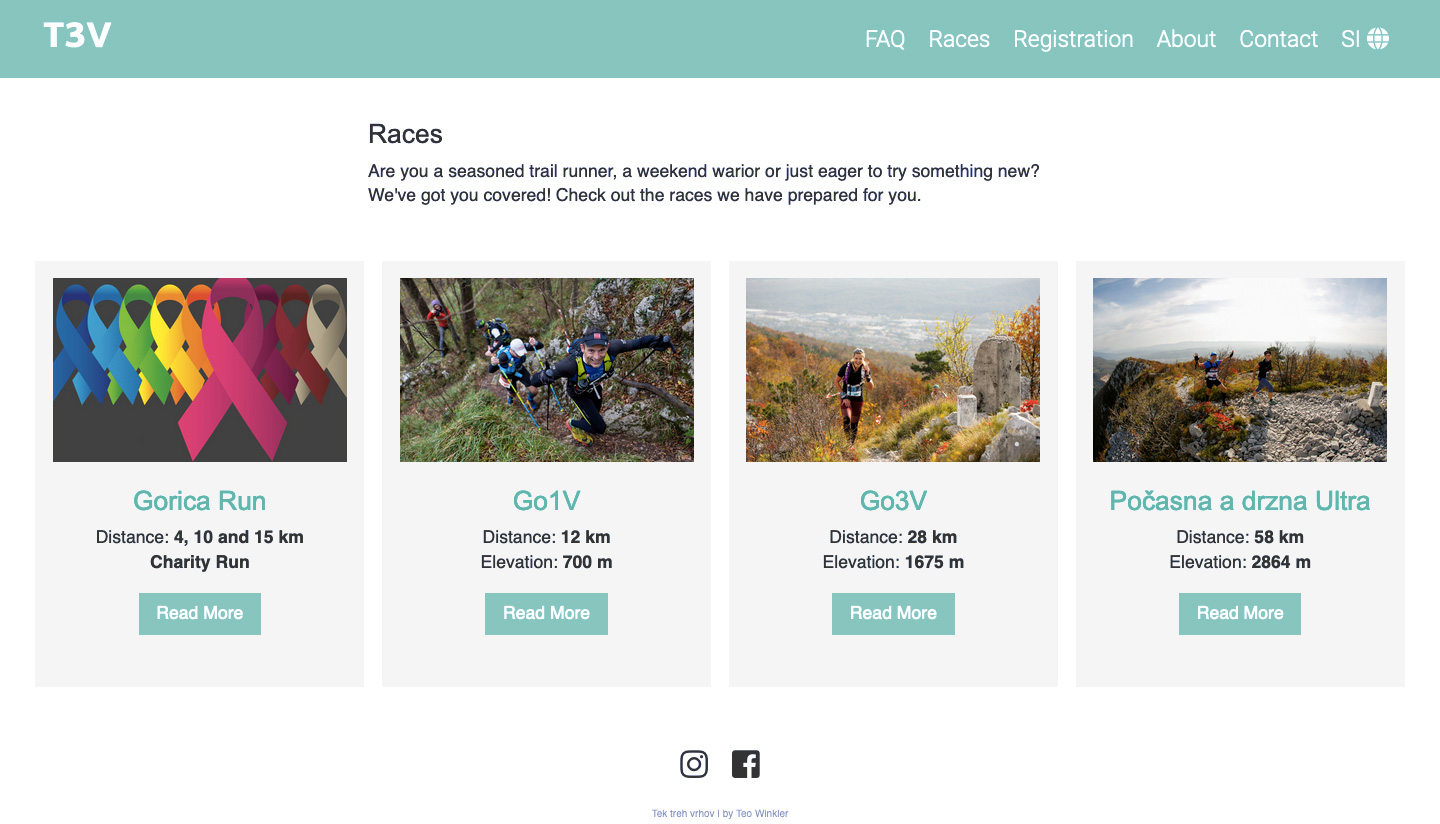 T3V
FAQ Races Registration About Contact SI
Races
Are you a seasoned trail runner, a weekend warior or just eager to try something new?
We've got you covered! Check out the races we have prepared for you.
Gorica Run
Distance: 4, 10 and 15 km
Charity Run
Read More
Go1V
Distance: 12 km
Elevation: 700 m
Read More
Go3V
Distance: 28 km
Elevation: 1675 m
Read More
Počasna a drzna Ultra
Distance: 58 km
Elevation: 2864 m
Read More
Tek treh vrhov | by Teo Winkler